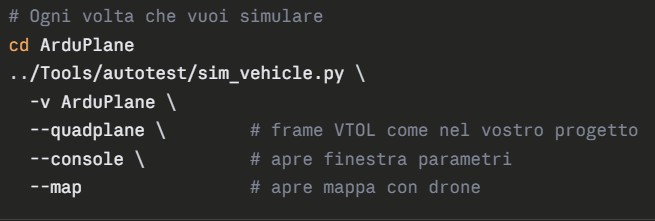 # Ogni volta che vuoi simulare
cd ArduPlane
../Tools/autotest/sim_vehicle.py \
  -v ArduPlane \
  --quadplane \        # frame VTOL come nel vostro progetto
  --console \          # apre finestra parametri
  --map                # apre mappa con drone